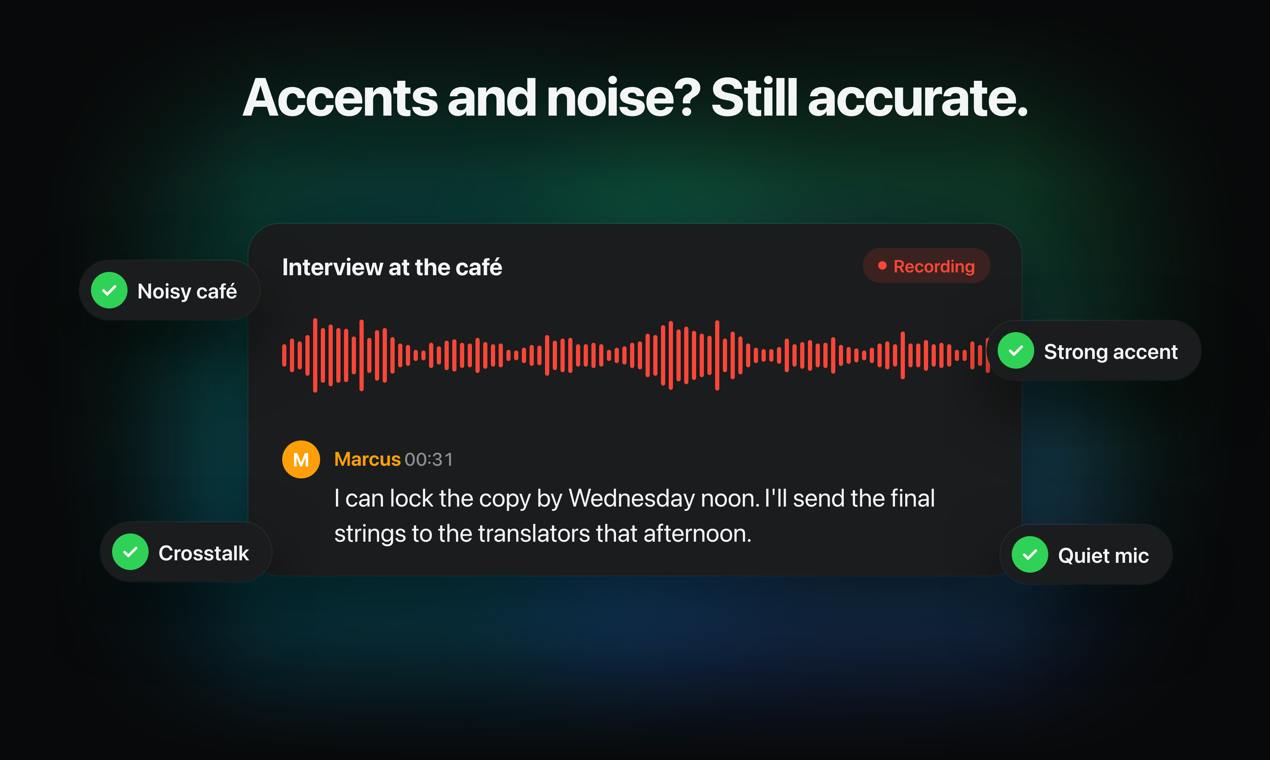 Accents and noise? Still accurate.
Interview at the café
Recording
Noisy café
Strong accent
M
Marcus 00:31
I can lock the copy by Wednesday noon. I'll send the final
strings to the translators that afternoon.
Crosstalk
Quiet mic